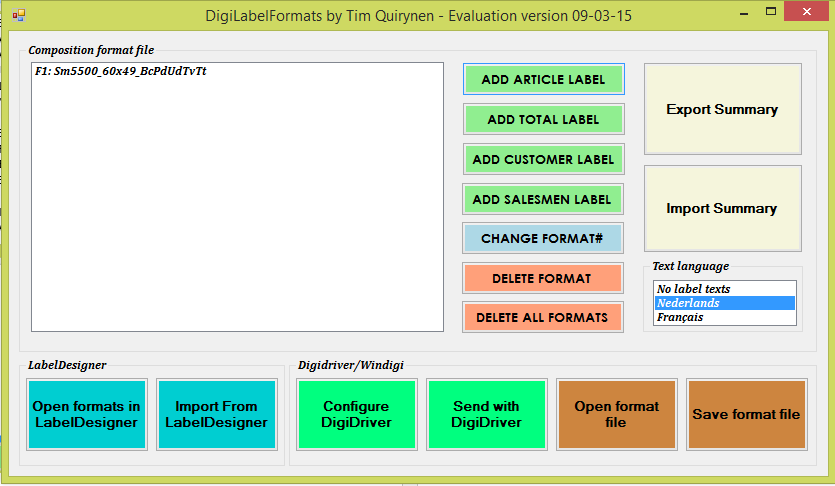 DigiLabelFormats by Tim Quirynen - Evaluation version 09-03-15
Composition format file
F1: Sm5500_60x49_BcPdUdTvTt
ADD ARTICLE LABEL
ADD TOTAL LABEL
ADD CUSTOMER LABEL
ADD SALESMEN LABEL
CHANGE FORMAT#
DELETE FORMAT
DELETE ALL FORMATS
Export Summary
Import Summary
Text language
No label texts
Nederlands
Français
LabelDesigner
Open formats in
LabelDesigner
Import From
LabelDesigner
Digidriver/Windigi
Configure
DigiDriver
Send with
DigiDriver
Open format
file
Save format file